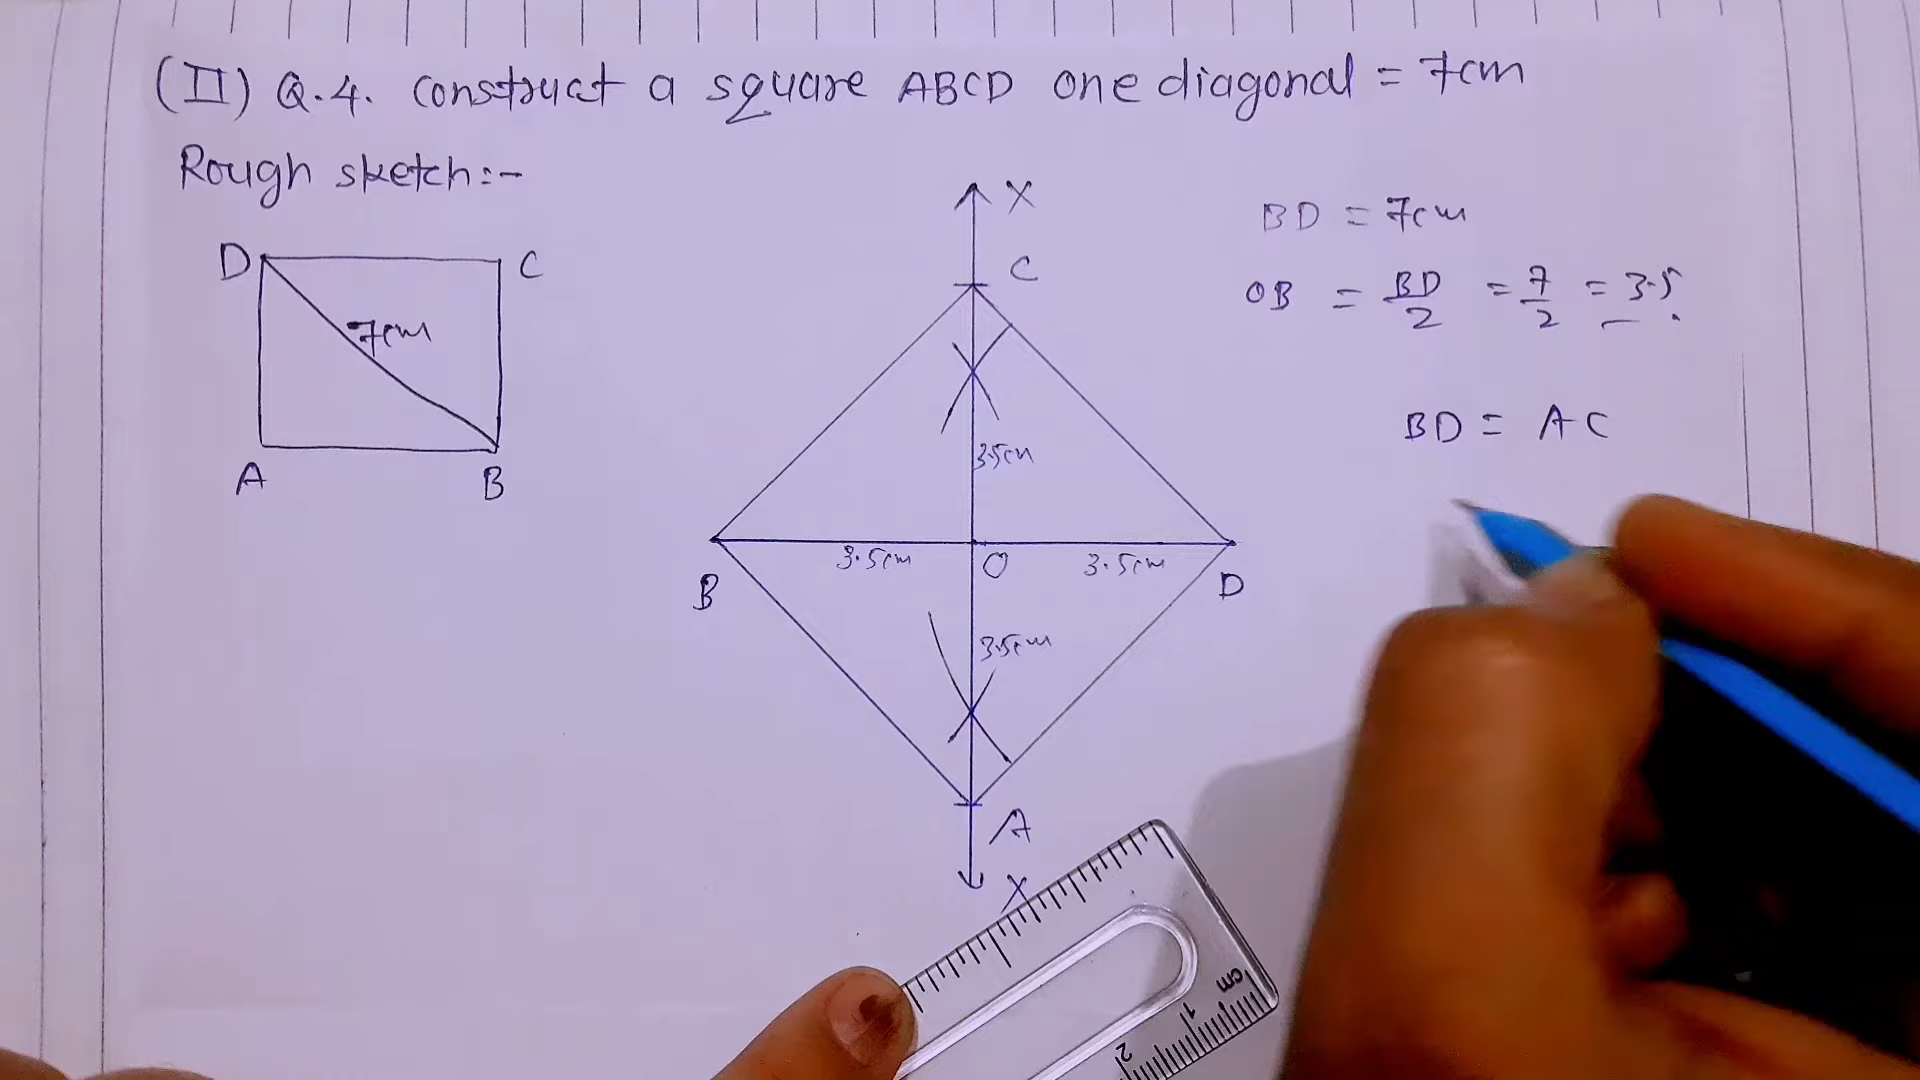 (II) Q.4. Construct a square ABCD one diagonal = 7cm
Rough sketch:-
D
C
7cm
A
B
X
C
3.5cm
B
3.5cm
O
3.5cm
D
3.5cm
A
X
BD = 7cm
OB = BD/2 = 7/2 = 3.5
BD = AC
cm
1
2